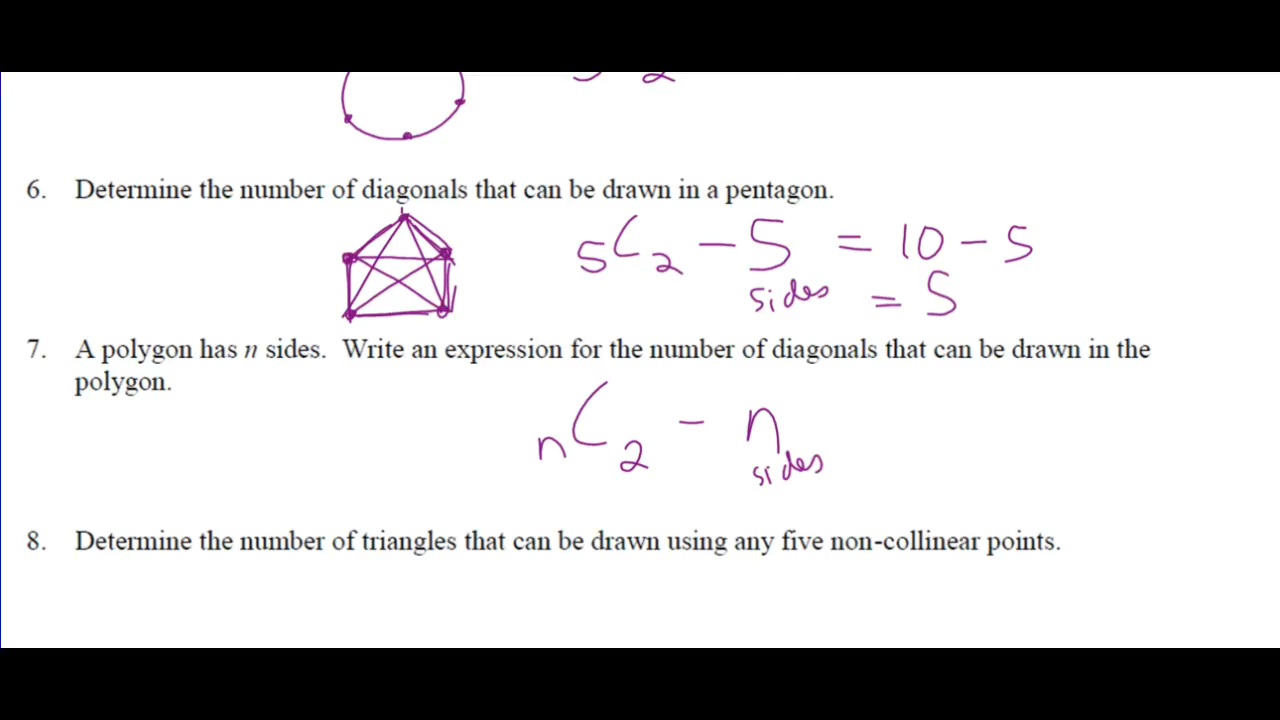 6. Determine the number of diagonals that can be drawn in a pentagon.
5C2 - 5 = 10 - 5
sides = 5
7. A polygon has n sides. Write an expression for the number of diagonals that can be drawn in the
polygon.
nC2 - n
sides
8. Determine the number of triangles that can be drawn using any five non-collinear points.